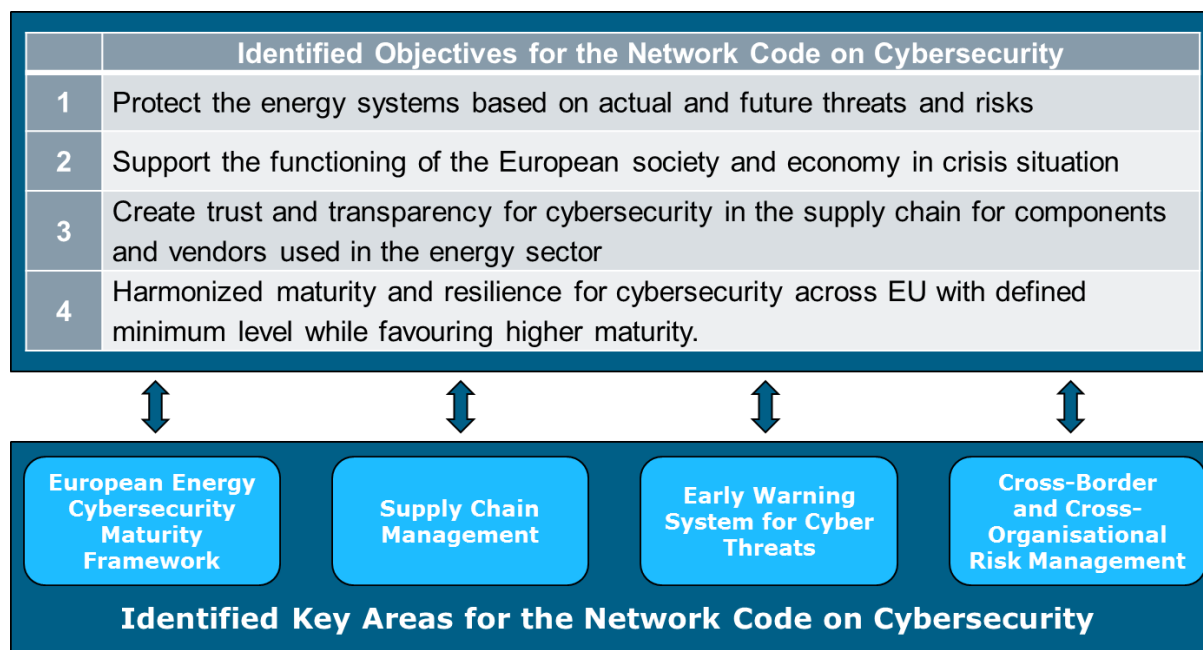 Identified Objectives for the Network Code on Cybersecurity
1 Protect the energy systems based on actual and future threats and risks
2 Support the functioning of the European society and economy in crisis situation
3 Create trust and transparency for cybersecurity in the supply chain for components
and vendors used in the energy sector
4 Harmonized maturity and resilience for cybersecurity across EU with defined
minimum level while favouring higher maturity.
European Energy
Cybersecurity
Maturity
Framework
Supply Chain
Management
Early Warning
System for Cyber
Threats
Cross-Border
and Cross-
Organisational
Risk Management
Identified Key Areas for the Network Code on Cybersecurity